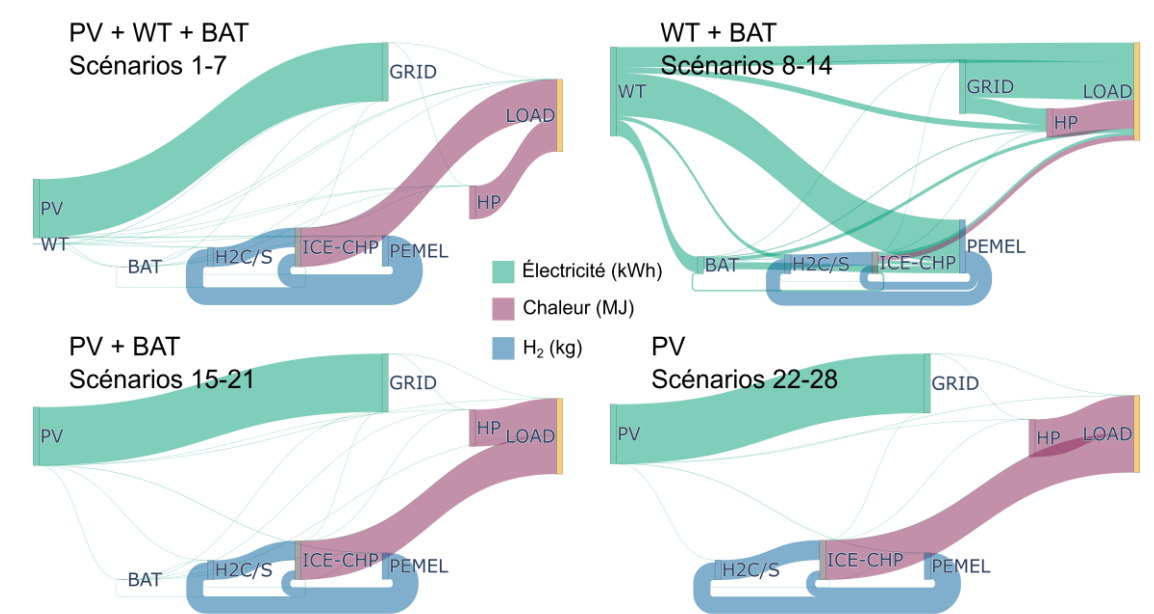 PV + WT + BAT
Scénarios 1-7
GRID
LOAD
PV
WT
HP
BAT
H2C/S
ICE-CHP
PEMEL
WT + BAT
Scénarios 8-14
WT
GRID
LOAD
HP
PEMEL
BAT
H2C/S
ICE-CHP
Électricité (kWh)
Chaleur (MJ)
H₂ (kg)
PV + BAT
Scénarios 15-21
GRID
PV
HP
LOAD
BAT
H2C/S
ICE-CHP
PEMEL
PV
Scénarios 22-28
GRID
PV
HP
LOAD
H2C/S
ICE-CHP
PEMEL